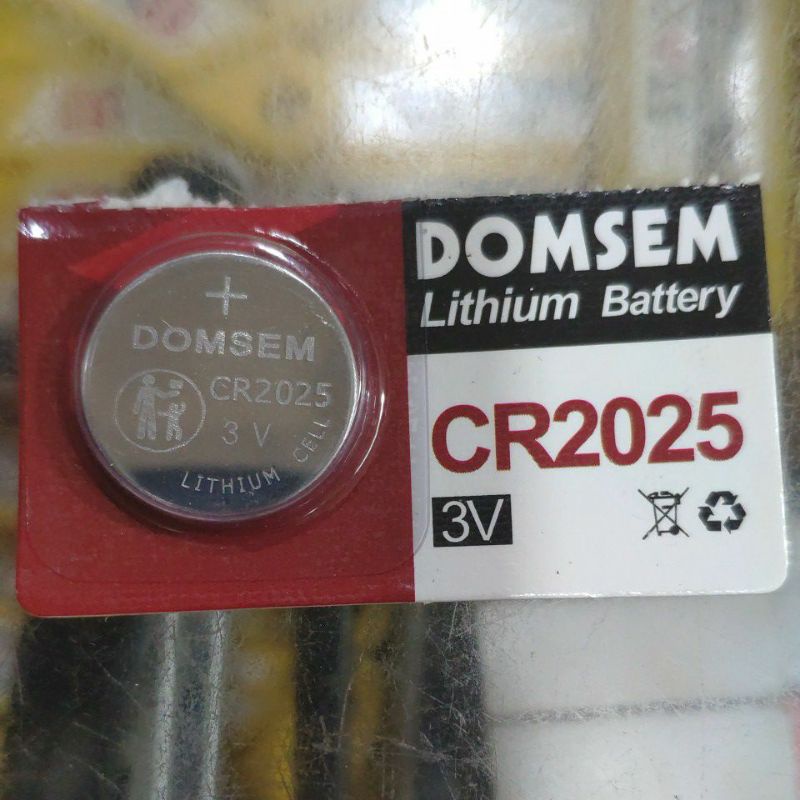 +
DOMSEM
CR2025
3 V
LITHIUM CELL
DOMSEM
Lithium Battery
CR2025
3V